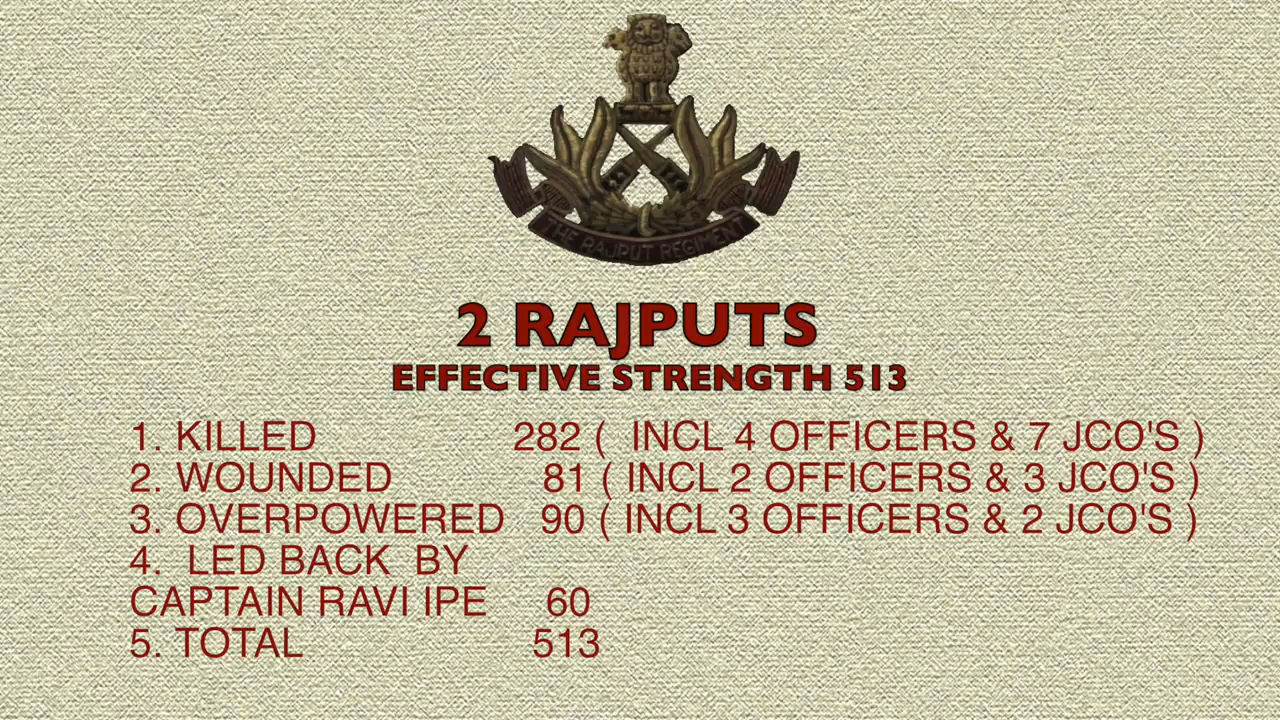 THE RAJPUT REGIMENT
2 RAJPUTS
EFFECTIVE STRENGTH 513
1. KILLED 282 ( INCL 4 OFFICERS & 7 JCO'S )
2. WOUNDED 81 ( INCL 2 OFFICERS & 3 JCO'S )
3. OVERPOWERED 90 ( INCL 3 OFFICERS & 2 JCO'S )
4. LED BACK BY
CAPTAIN RAVI IPE 60
5. TOTAL 513